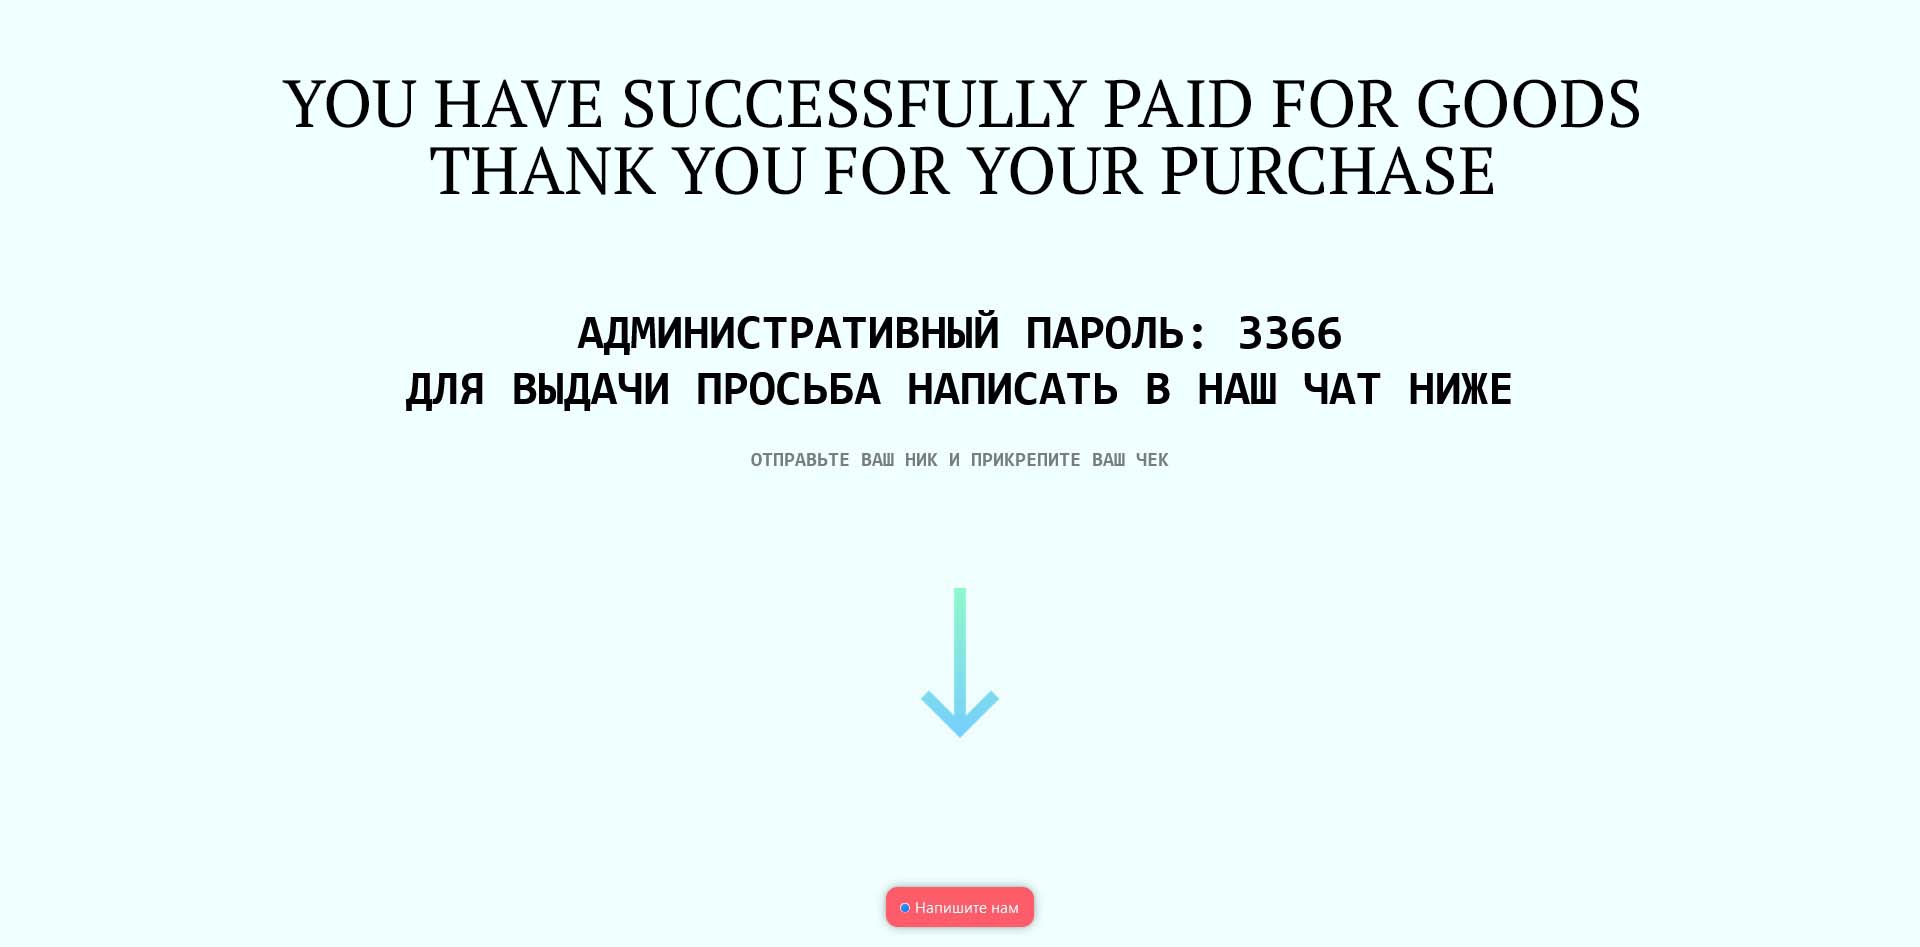 YOU HAVE SUCCESSFULLY PAID FOR GOODS
THANK YOU FOR YOUR PURCHASE
АДМИНИСТРАТИВНЫЙ ПАРОЛЬ: 3366
ДЛЯ ВЫДАЧИ ПРОСЬБА НАПИСАТЬ В НАШ ЧАТ НИЖЕ
ОТПРАВЬТЕ ВАШ НИК И ПРИКРЕПИТЕ ВАШ ЧЕК
Напишите нам